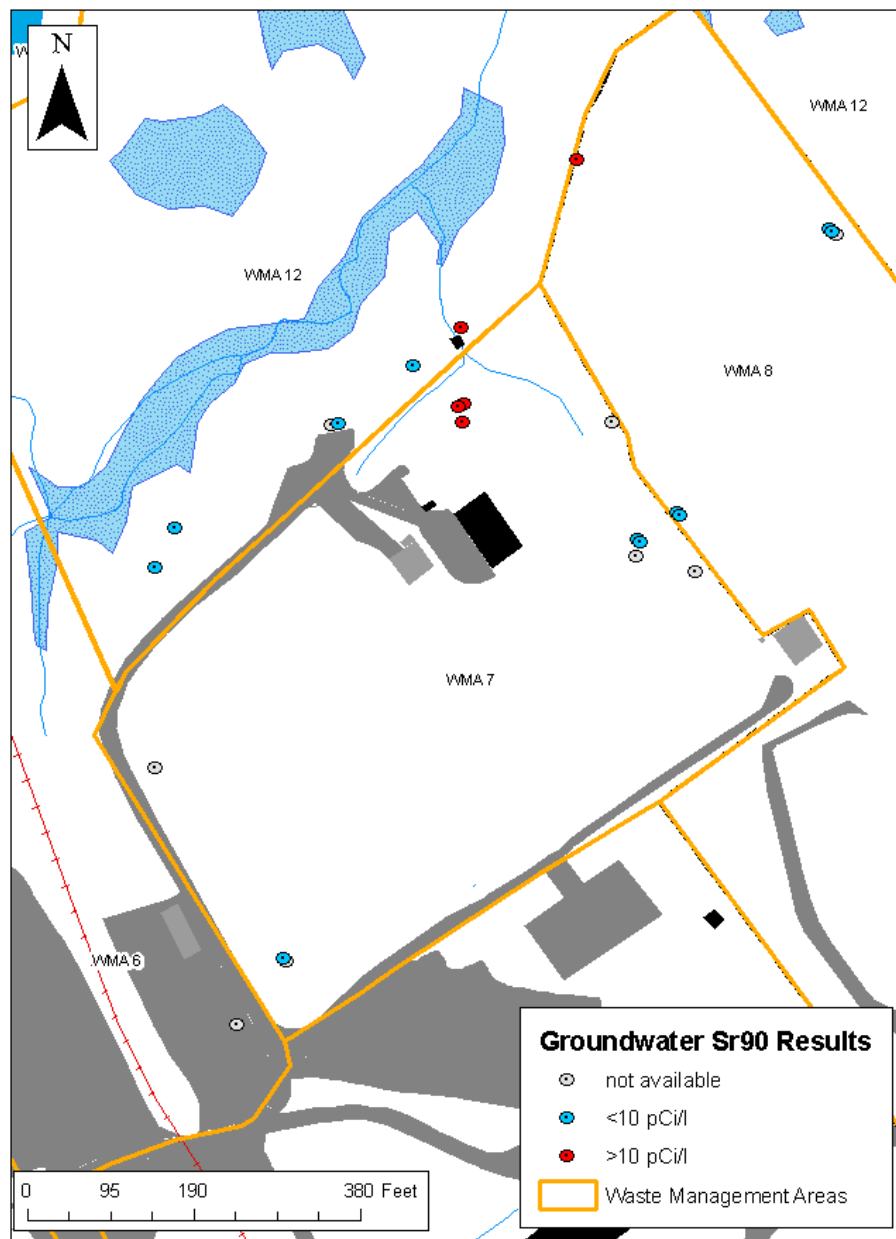 W
N
WMA 12
WMA 12
WMA 8
WMA 7
WMA 6
Groundwater Sr90 Results
not available
<10 pCi/l
>10 pCi/l
Waste Management Areas
0 95 190 380 Feet